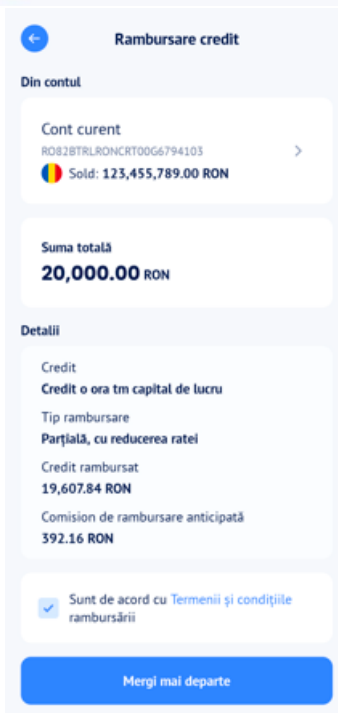 Rambursare credit
Din contul
Cont curent
RO82BTRLRONCRT00G6794103
Sold: 123,455,789.00 RON
Suma totală
20,000.00 RON
Detalii
Credit
Credit o ora tm capital de lucru
Tip rambursare
Parțială, cu reducerea ratei
Credit rambursat
19,607.84 RON
Comision de rambursare anticipată
392.16 RON
Sunt de acord cu Termenii și condițiile
rambursării
Mergi mai departe